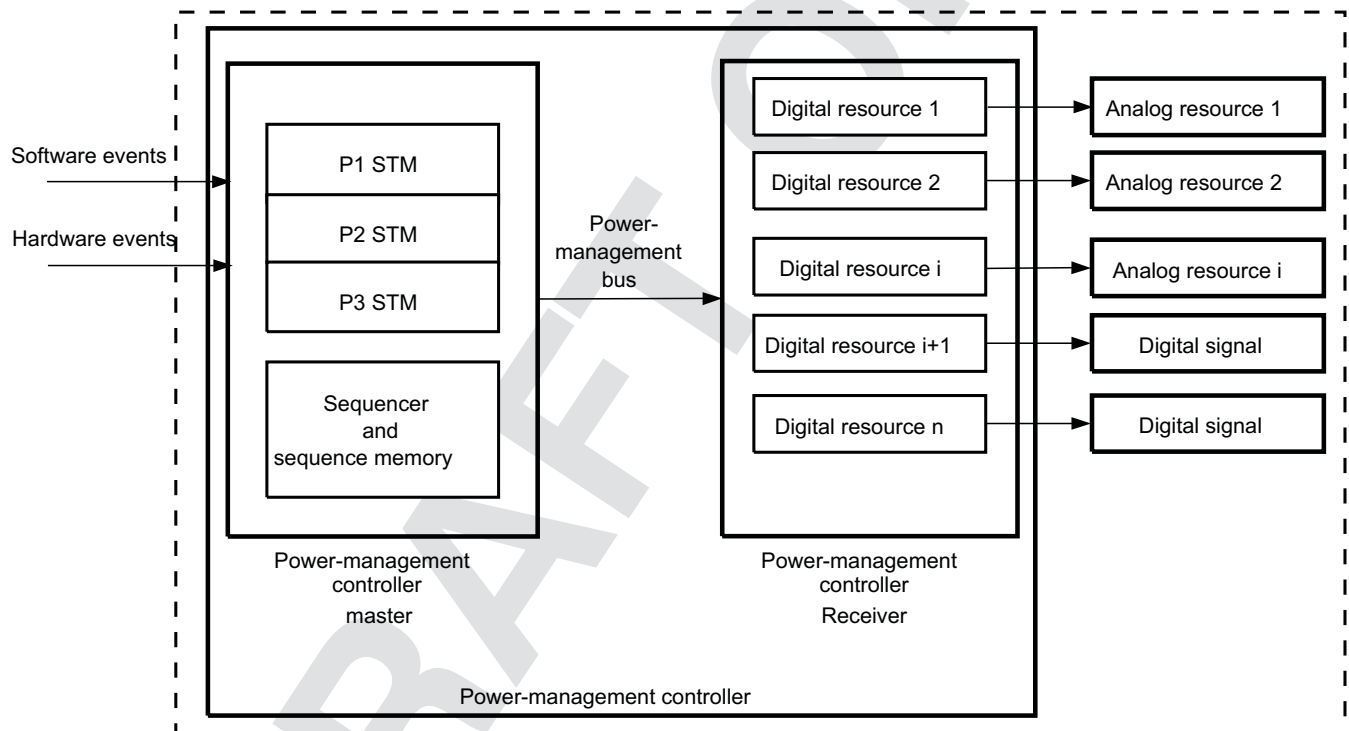 Software events
Hardware events
P1 STM
P2 STM
P3 STM
Sequencer
and
sequence memory
Power-management
controller
master
Power-
management
bus
Digital resource 1
Digital resource 2
Digital resource i
Digital resource i+1
Digital resource n
Power-management
controller
Receiver
Analog resource 1
Analog resource 2
Analog resource i
Digital signal
Digital signal
Power-management controller
RAFT O